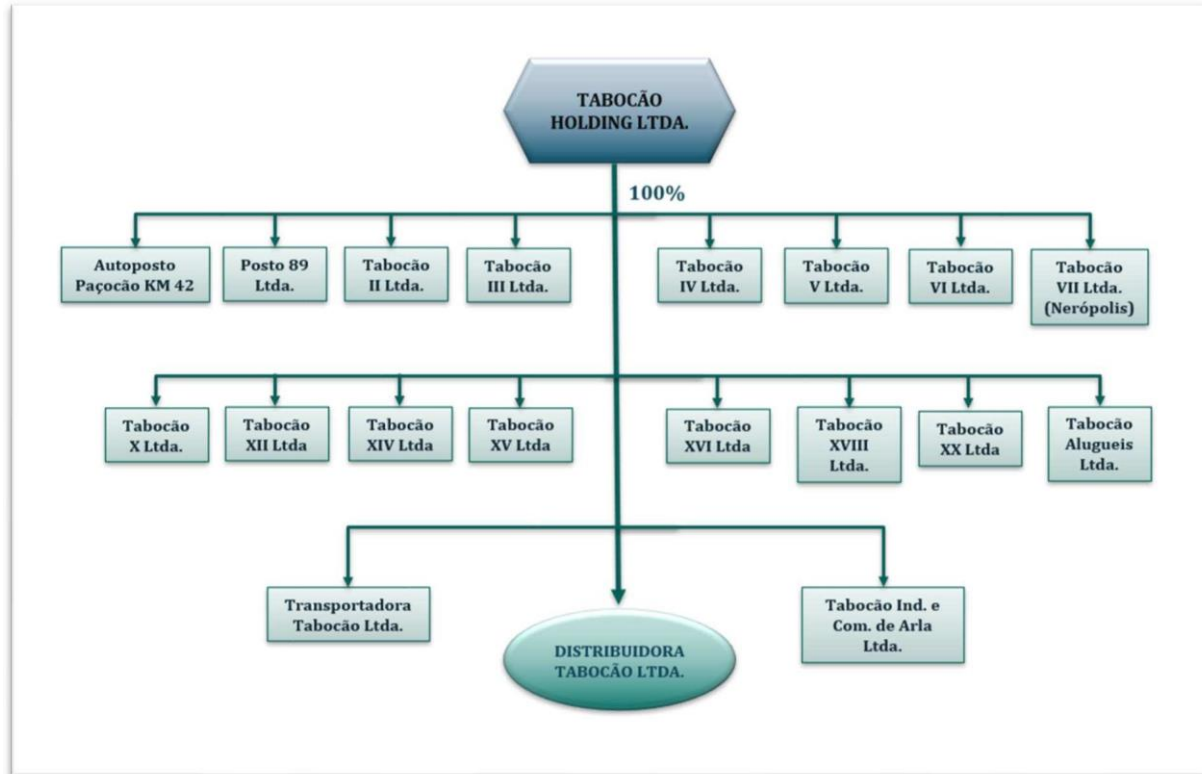 TABOCÃO
HOLDING LTDA.
100%
Autoposto
Paçocão KM 42
Posto 89
Ltda.
Tabocão
II Ltda.
Tabocão
III Ltda.
Tabocão
IV Ltda.
Tabocão
V Ltda.
Tabocão
VI Ltda.
Tabocão
VII Ltda.
(Nerópolis)
Tabocão
X Ltda.
Tabocão
XII Ltda
Tabocão
XIV Ltda
Tabocão
XV Ltda
Tabocão
XVI Ltda
Tabocão
XVIII
Ltda.
Tabocão
XX Ltda
Tabocão
Alugueis
Ltda.
Transportadora
Tabocão Ltda.
DISTRIBUIDORA
TABOCÃO LTDA.
Tabocão Ind. e
Com. de Arla
Ltda.